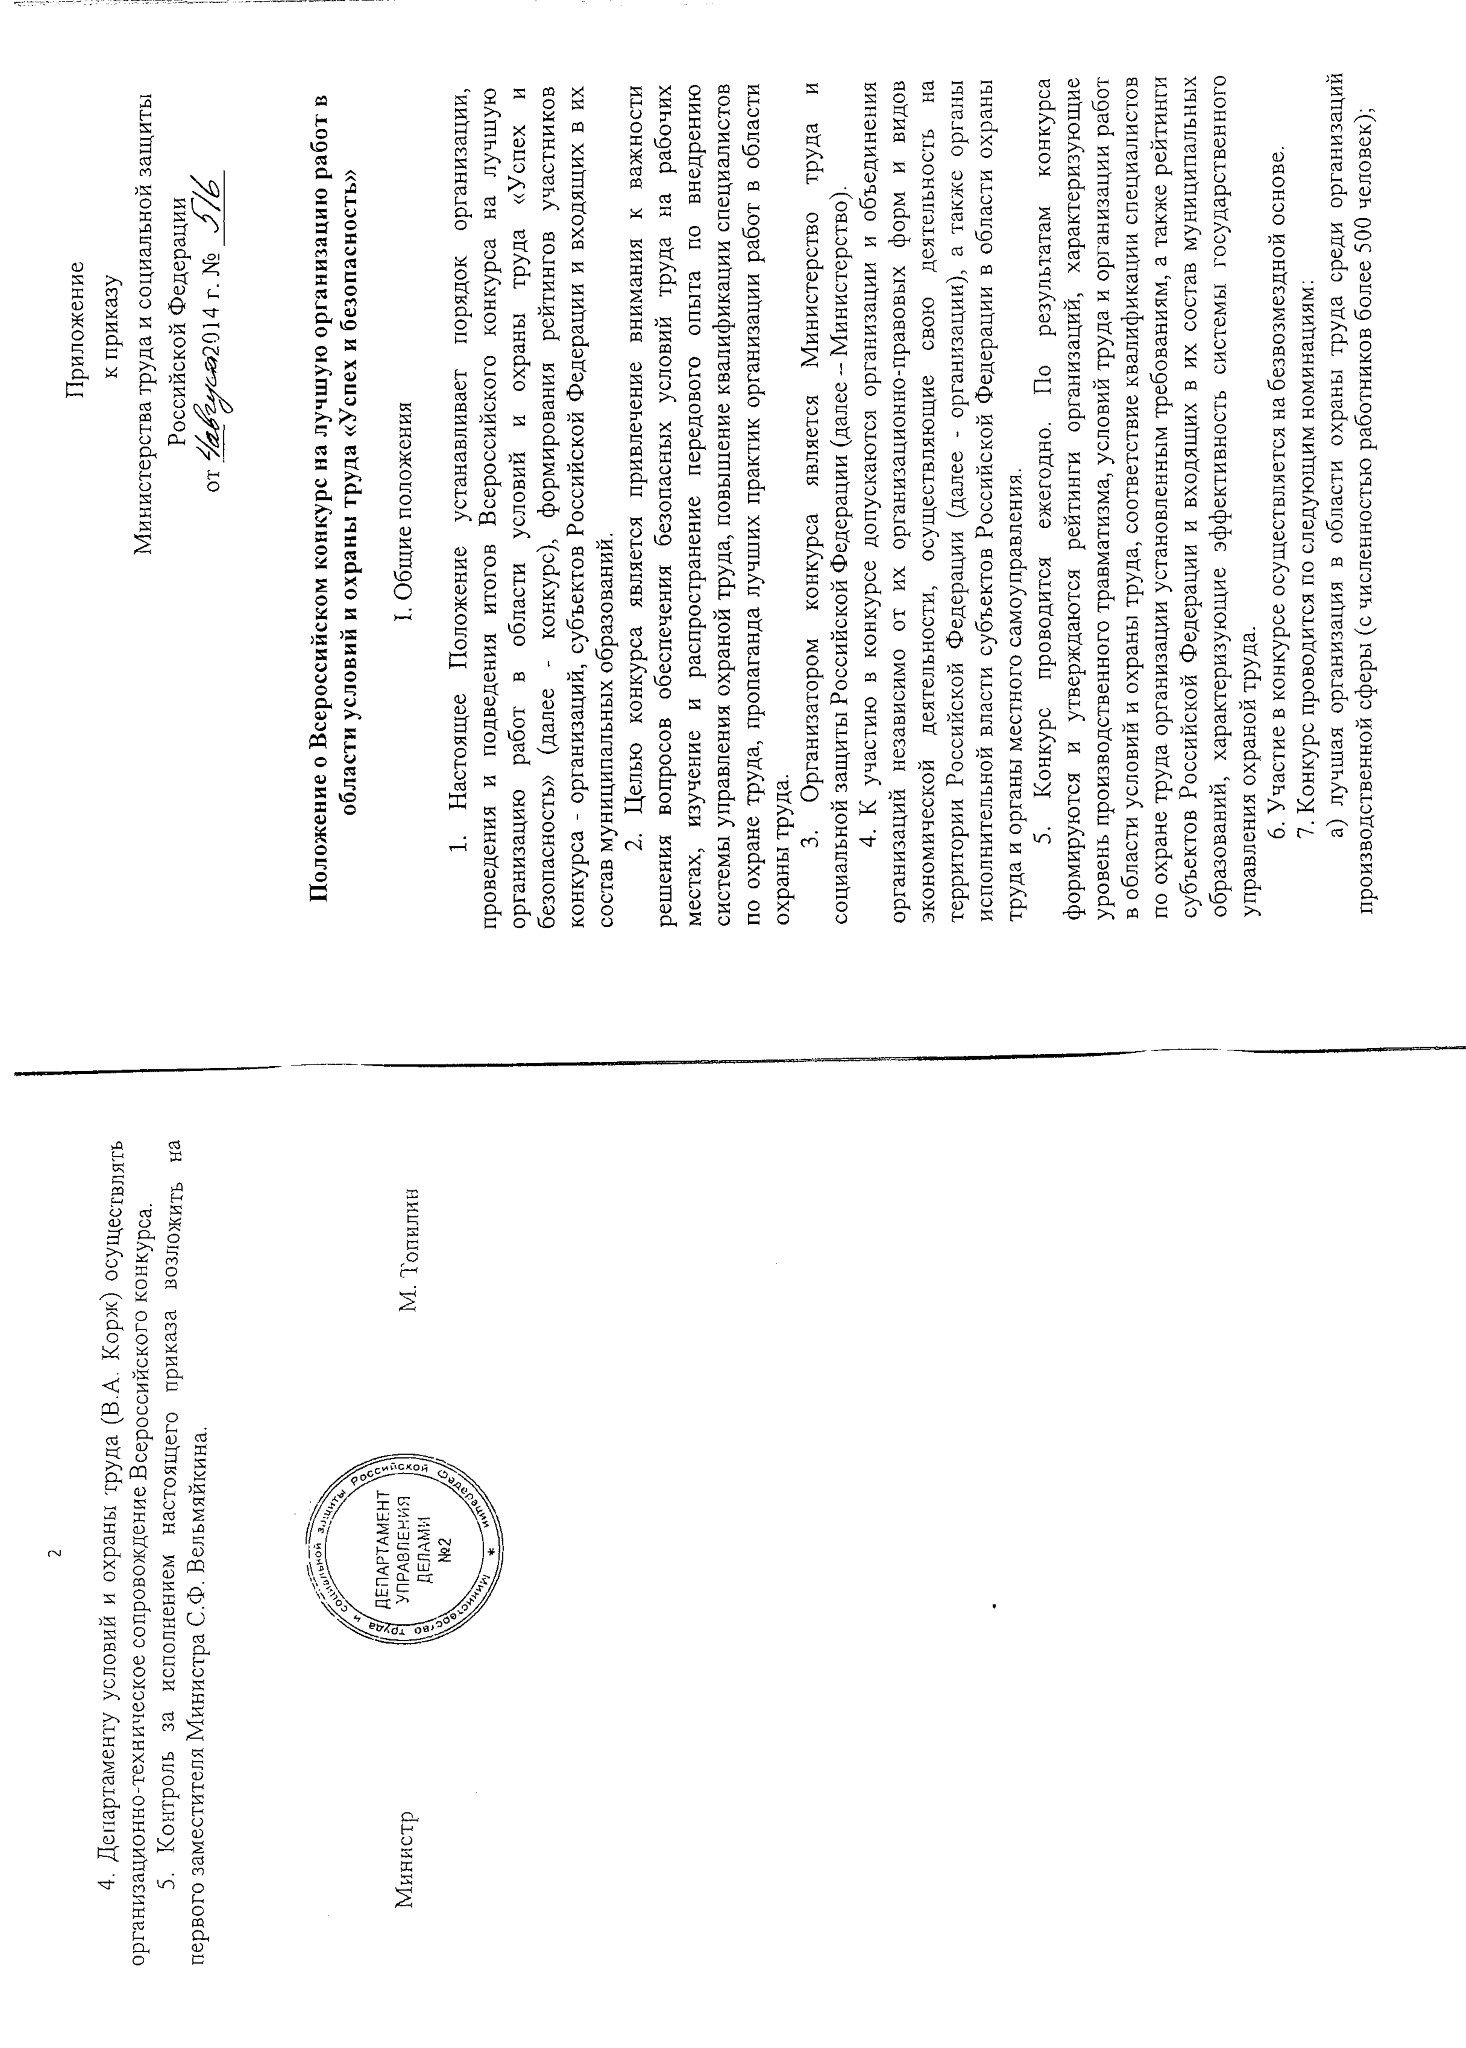 2
4. Департаменту условий и охраны труда (В.А. Корж) осуществлять
организационно-техническое сопровождение Всероссийского конкурса.
5. Контроль за исполнением настоящего приказа возложить на
первого заместителя Министра С.Ф. Вельмяйкина.
Министр
М. Топилин
Министерство труда и социальной защиты Российской Федерации *
ДЕПАРТАМЕНТ
УПРАВЛЕНИЯ
ДЕЛАМИ
№2
Приложение
к приказу
Министерства труда и социальной защиты
Российской Федерации
от 4 августа 2014 г. № 516
Положение о Всероссийском конкурс на лучшую организацию работ в
области условий и охраны труда «Успех и безопасность»
I. Общие положения
1. Настоящее Положение устанавливает порядок организации,
проведения и подведения итогов Всероссийского конкурса на лучшую
организацию работ в области условий и охраны труда «Успех и
безопасность» (далее - конкурс), формирования рейтингов участников
конкурса - организаций, субъектов Российской Федерации и входящих в их
состав муниципальных образований.
2. Целью конкурса является привлечение внимания к важности
решения вопросов обеспечения безопасных условий труда на рабочих
местах, изучение и распространение передового опыта по внедрению
системы управления охраной труда, повышение квалификации специалистов
по охране труда, пропаганда лучших практик организации работ в области
охраны труда.
3. Организатором конкурса является Министерство труда и
социальной защиты Российской Федерации (далее – Министерство).
4. К участию в конкурсе допускаются организации и объединения
организаций независимо от их организационно-правовых форм и видов
экономической деятельности, осуществляющие свою деятельность на
территории Российской Федерации (далее - организации), а также органы
исполнительной власти субъектов Российской Федерации в области охраны
труда и органы местного самоуправления.
5. Конкурс проводится ежегодно. По результатам конкурса
формируются и утверждаются рейтинги организаций, характеризующие
уровень производственного травматизма, условий труда и организации работ
в области условий и охраны труда, соответствие квалификации специалистов
по охране труда организации установленным требованиям, а также рейтинги
субъектов Российской Федерации и входящих в их состав муниципальных
образований, характеризующие эффективность системы государственного
управления охраной труда.
6. Участие в конкурсе осуществляется на безвозмездной основе.
7. Конкурс проводится по следующим номинациям:
а) лучшая организация в области охраны труда среди организаций
производственной сферы (с численностью работников более 500 человек);